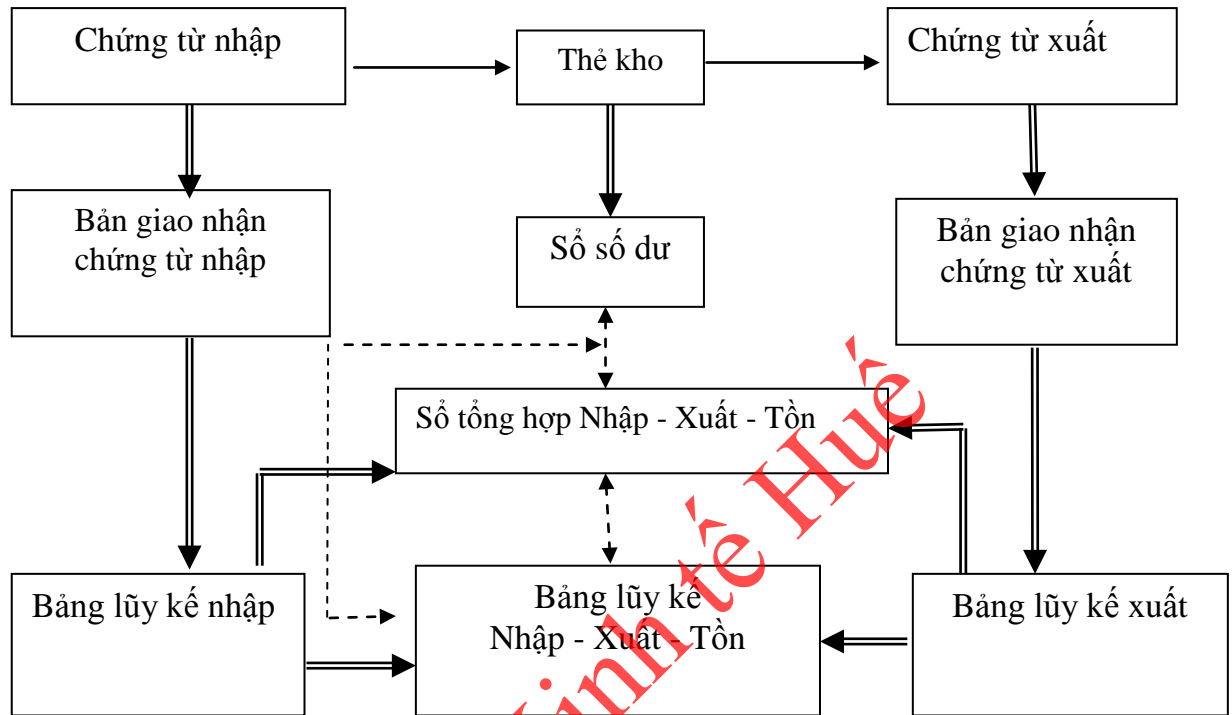 Chứng từ nhập
Thẻ kho
Chứng từ xuất
Bản giao nhận
chứng từ nhập
Sổ số dư
Bản giao nhận
chứng từ xuất
Sổ tổng hợp Nhập - Xuất - Tồn
Bảng lũy kế nhập
Bảng lũy kế
Nhập - Xuất - Tồn
Bảng lũy kế xuất
Kinh tế Huế